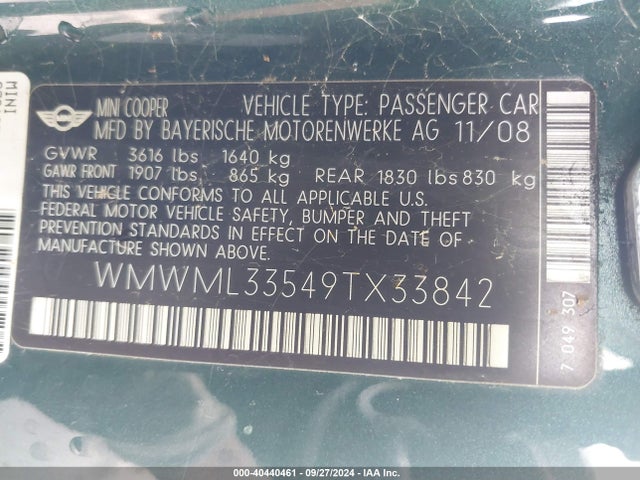 MINI
MINI COOPER VEHICLE TYPE: PASSENGER CAR
MFD BY BAYERISCHE MOTORENWERKE AG 11/08
GVWR 3616 lbs. 1640 kg
GAWR FRONT 1907 lbs. 865 kg REAR 1830 lbs 830 kg
THIS VEHICLE CONFORMS TO ALL APPLICABLE U.S.
FEDERAL MOTOR VEHICLE SAFETY, BUMPER AND THEFT
PREVENTION STANDARDS IN EFFECT ON THE DATE OF
MANUFACTURE SHOWN ABOVE.
WMWML33549TX33842
7 049 307
000-40440461 - 09/27/2024 - IAA Inc.